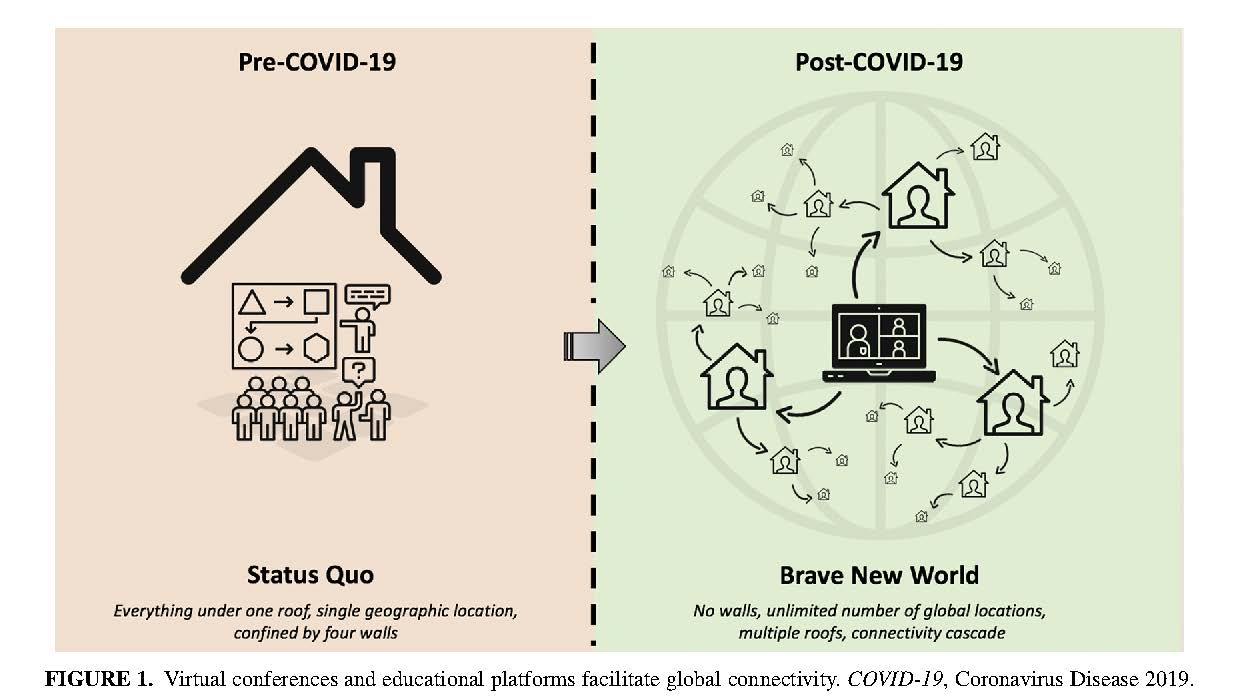 Pre-COVID-19
?
Status Quo
Everything under one roof, single geographic location,
confined by four walls
Post-COVID-19
Brave New World
No walls, unlimited number of global locations,
multiple roofs, connectivity cascade
FIGURE 1. Virtual conferences and educational platforms facilitate global connectivity. COVID-19, Coronavirus Disease 2019.